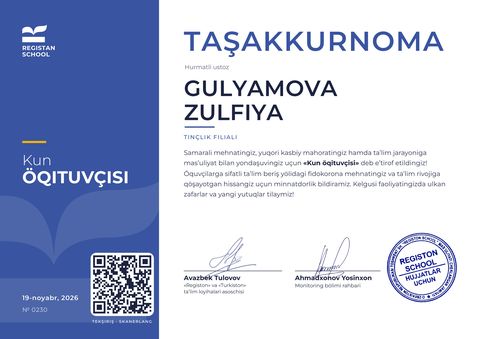 REGISTAN
SCHOOL
Kun
ÖQITUVÇISI
19-noyabr, 2026
№ 0230
TEKŞIRIŞ - SKANERLANG
TAŞAKKURNOMA
Hurmatli ustoz
GULYAMOVA
ZULFIYA
TINÇLIK FILIALI
Samarali mehnatingiz, yuqori kasbiy mahoratingiz hamda ta'lim jarayoniga
mas'uliyat bilan yondaşuvingiz uçun «Kun öqituvçisi» deb e'tirof etildingiz!
Öquvçilarga sifatli ta'lim beriş yölidagi fidokorona mehnatingiz va ta'lim rivojiga
qöşayotgan hissangiz uçun minnatdorlik bildiramiz. Kelgusi faoliyatingizda ulkan
zafarlar va yangi yutuqlar tilaymiz!
Avazbek Tulovov
«Registon» va «Turkiston»
ta'lim loyihalari asosçhisi
Ahmadxonov Yosinxon
Monitoring bölimi rahbari
REGISTON
SCHOOL
HUJJATLAR
UCHUN